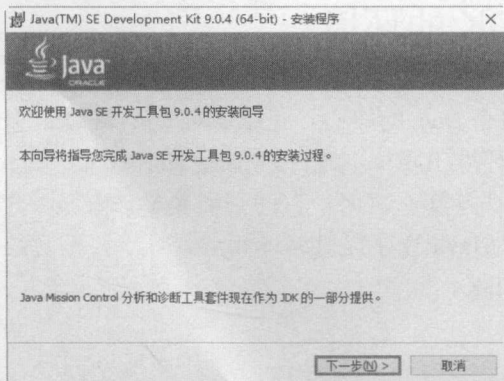 Java(TM) SE Development Kit 9.0.4 (64-bit) - 安装程序
Java
ORACLE
欢迎使用 Java SE 开发工具包 9.0.4 的安装向导
本向导将指导您完成 Java SE 开发工具包 9.0.4 的安装过程。
Java Mission Control 分析和诊断工具套件现在作为 JDK 的一部分提供。
下一步(N) > 取消